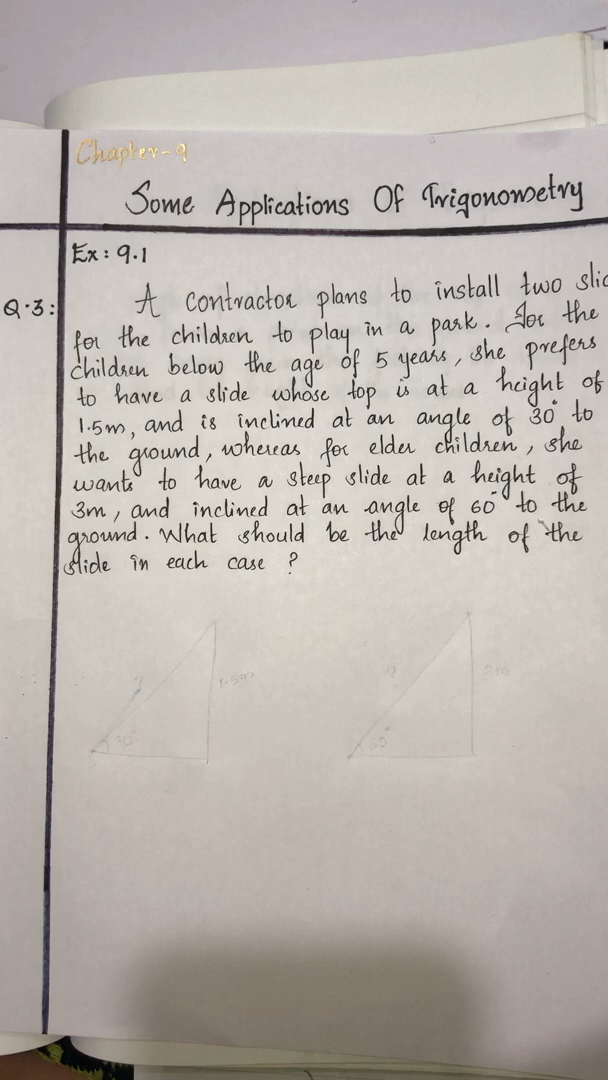 Chapter-9
Some Applications Of Trigonometry
Ex: 9.1
Q.3: A contractor plans to install two slid
for the children to play in a park. For the
children below the age of 5 years, she prefers
to have a slide whose top is at a height of
1.5m, and is inclined at an angle of 30° to
the ground, whereas for elder children, she
wants to have a steep slide at a height of
3m, and inclined at an angle of 60° to the
ground. What should be the length of the
slide in each case ?
? 1.5m ? 3m
30° 60°